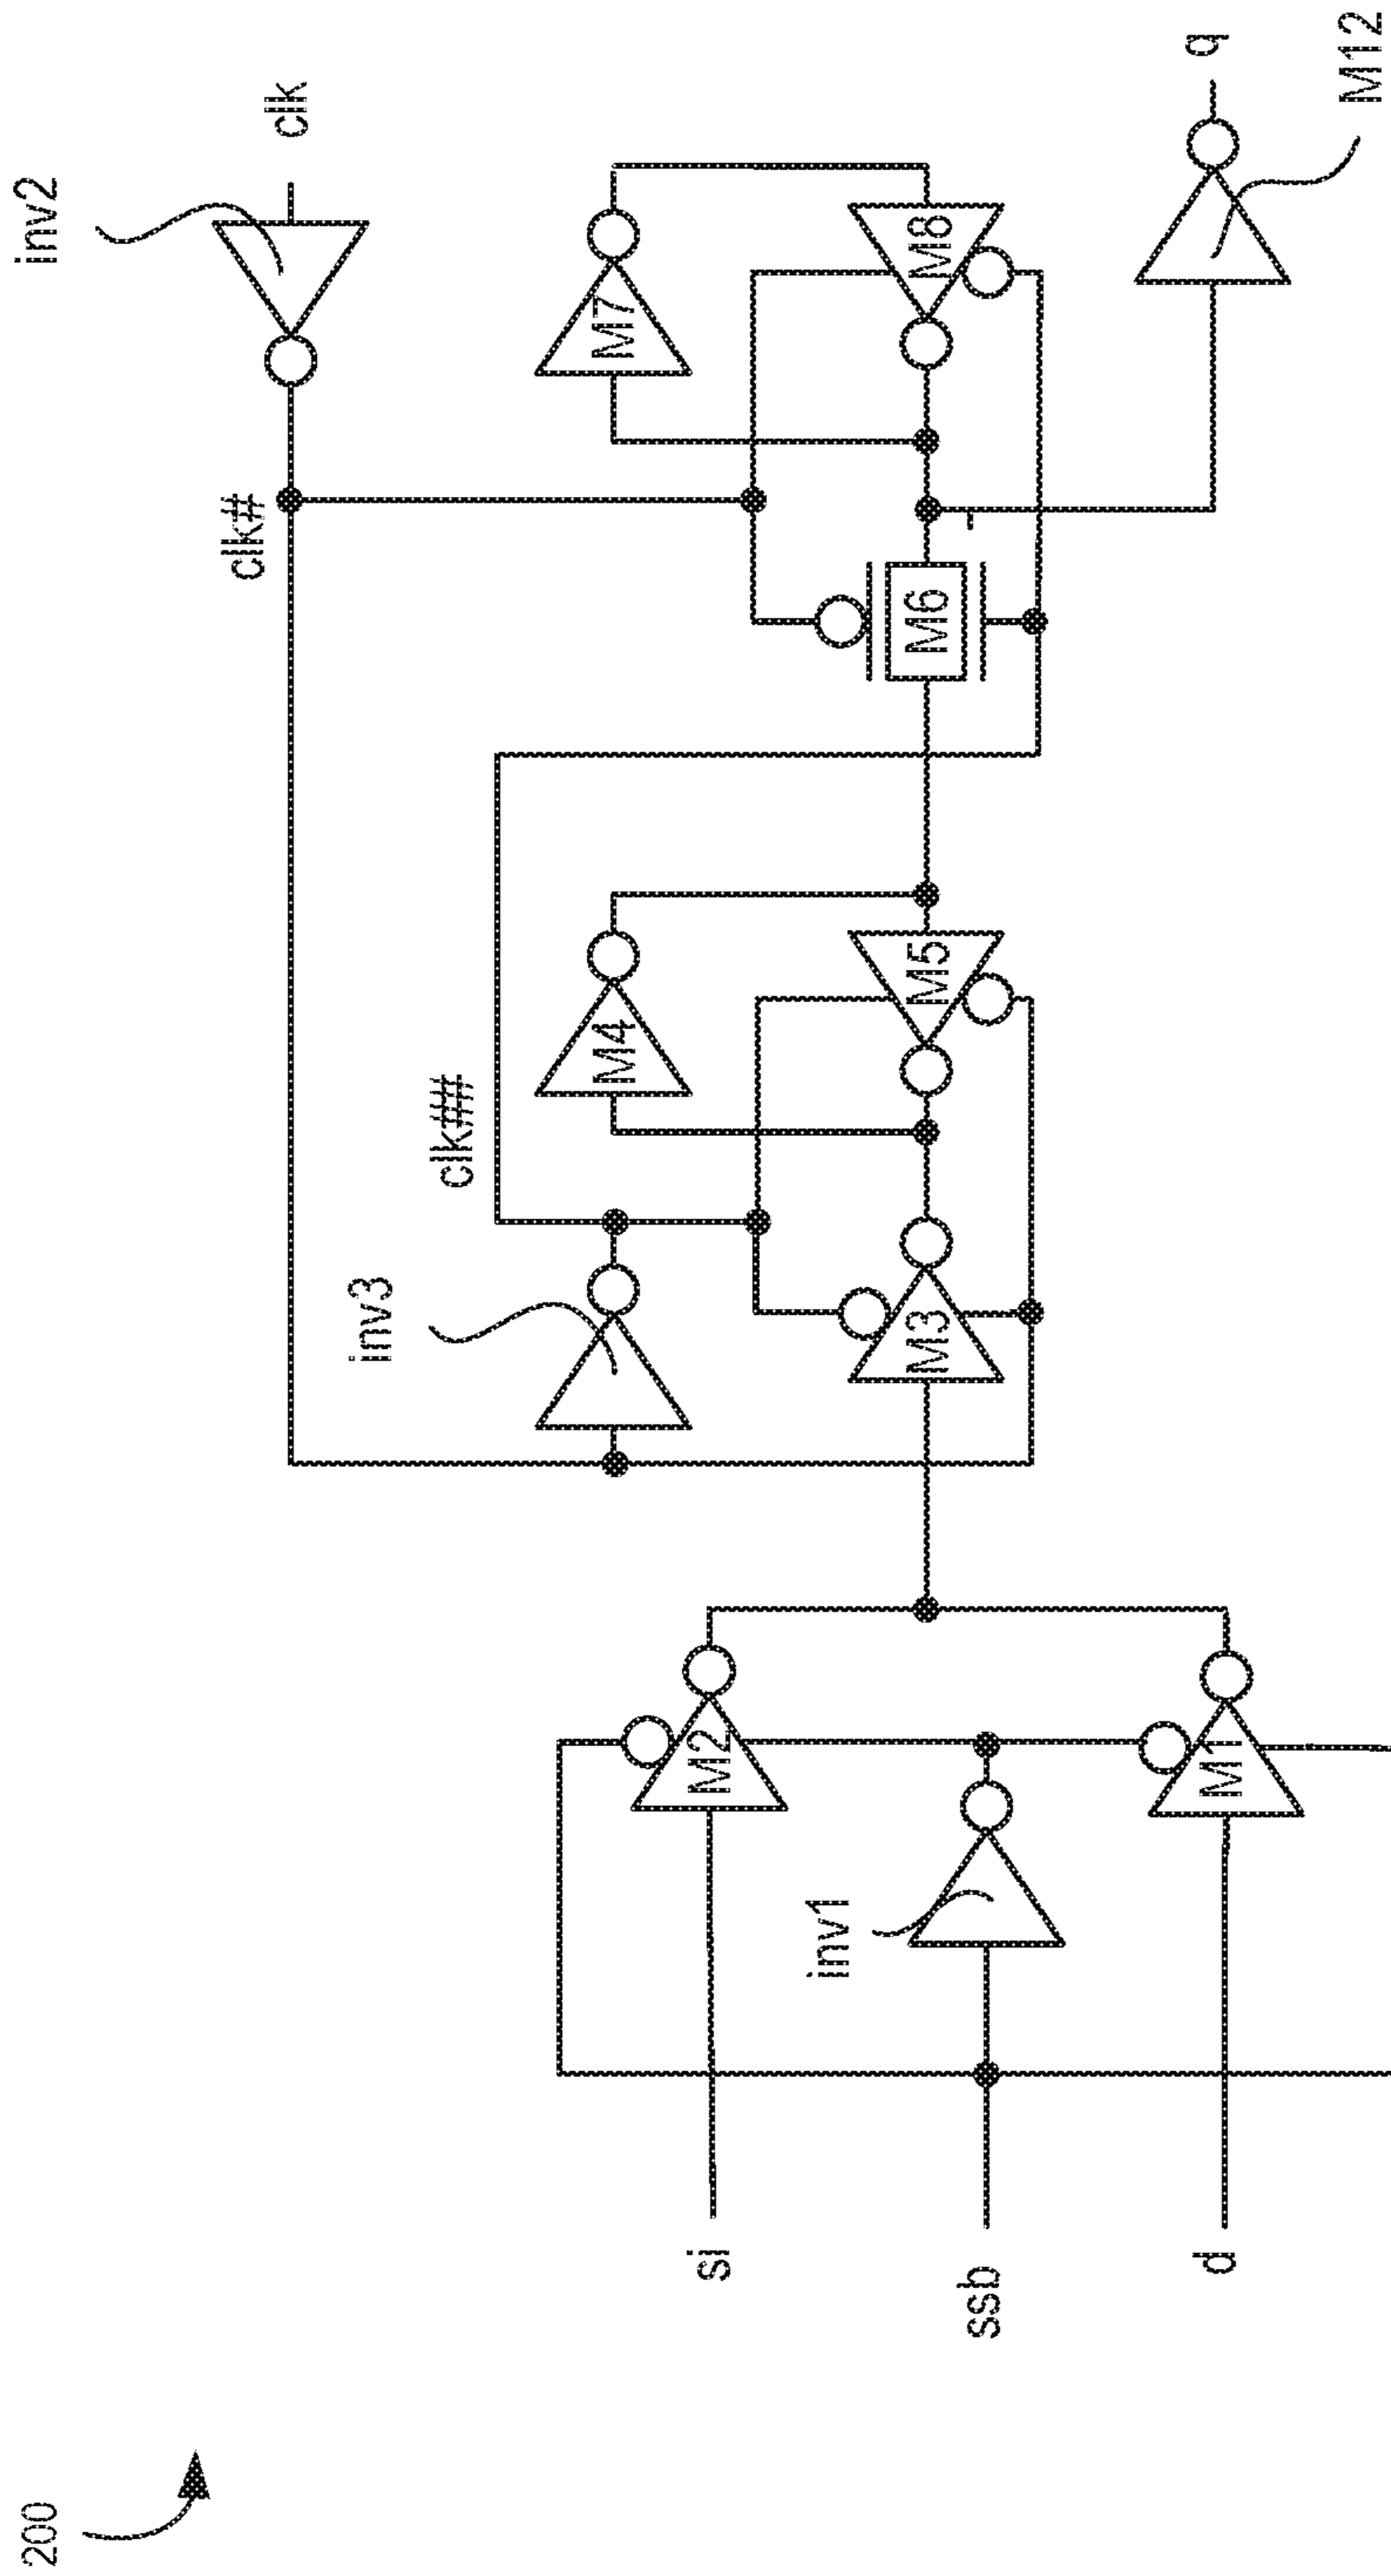 200
si
ssb
d
inv1
M2
M1
inv3
clk##
M3
M4
M5
clk#
M6
M7
M8
inv2
clk
q
M12